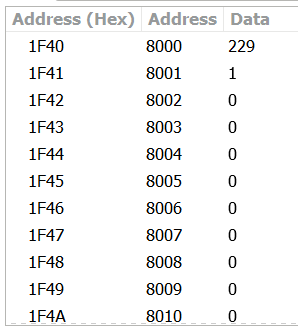 Address (Hex) Address Data
1F40 8000 229
1F41 8001 1
1F42 8002 0
1F43 8003 0
1F44 8004 0
1F45 8005 0
1F46 8006 0
1F47 8007 0
1F48 8008 0
1F49 8009 0
1F4A 8010 0